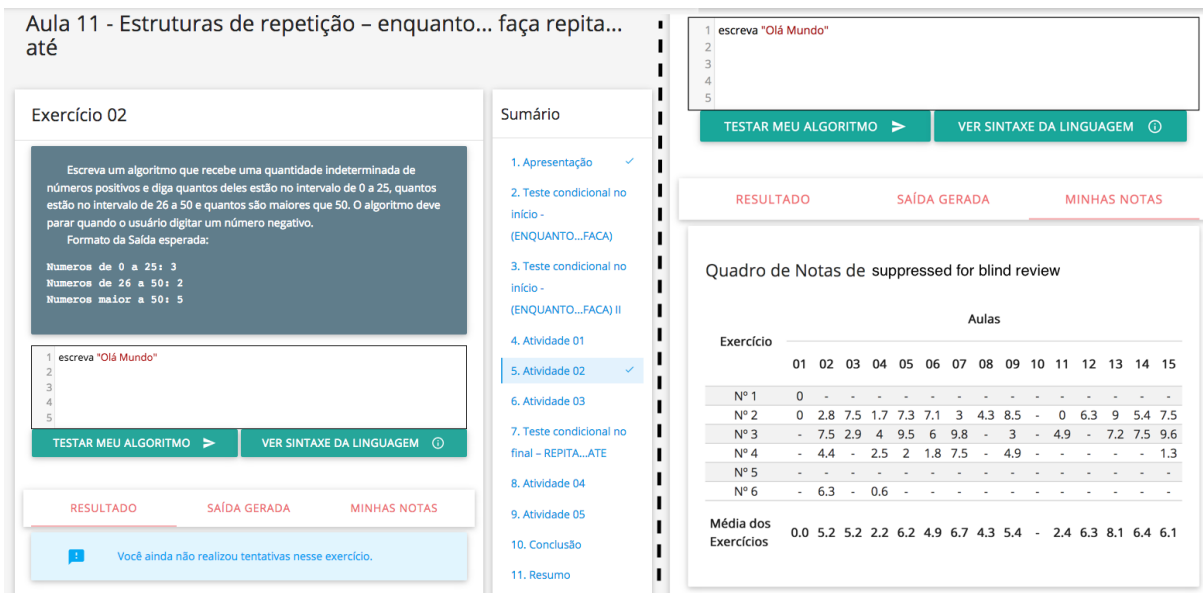 Aula 11 - Estruturas de repetição – enquanto... faça repita...
até
Exercício 02
Escreva um algoritmo que recebe uma quantidade indeterminada de
números positivos e diga quantos deles estão no intervalo de 0 a 25, quantos
estão no intervalo de 26 a 50 e quantos são maiores que 50. O algoritmo deve
parar quando o usuário digitar um número negativo.
Formato da Saída esperada:
Numeros de 0 a 25: 3
Numeros de 26 a 50: 2
Numeros maior a 50: 5
1 escreva "Olá Mundo"
2
3
4
5
TESTAR MEU ALGORITMO
VER SINTAXE DA LINGUAGEM
RESULTADO
SAÍDA GERADA
MINHAS NOTAS
Você ainda não realizou tentativas nesse exercício.
Sumário
1. Apresentação
2. Teste condicional no
início -
(ENQUANTO...FACA)
3. Teste condicional no
início -
(ENQUANTO...FACA) II
4. Atividade 01
5. Atividade 02
6. Atividade 03
7. Teste condicional no
final – REPITA...ATE
8. Atividade 04
9. Atividade 05
10. Conclusão
11. Resumo
1 escreva "Olá Mundo"
2
3
4
5
TESTAR MEU ALGORITMO
VER SINTAXE DA LINGUAGEM
RESULTADO
SAÍDA GERADA
MINHAS NOTAS
Quadro de Notas de suppressed for blind review
Aulas
Exercício
01 02 03 04 05 06 07 08 09 10 11 12 13 14 15
Nº 1 0 - - - - - - - - - - - - - -
Nº 2 0 2.8 7.5 1.7 7.3 7.1 3 4.3 8.5 - 0 6.3 9 5.4 7.5
Nº 3 - 7.5 2.9 4 9.5 6 9.8 - 3 - 4.9 - 7.2 7.5 9.6
Nº 4 - 4.4 - 2.5 2 1.8 7.5 - 4.9 - - - - - 1.3
Nº 5 - - - - - - - - - - - - - - -
Nº 6 - 6.3 - 0.6 - - - - - - - - - - -
Média dos
Exercícios
0.0 5.2 5.2 2.2 6.2 4.9 6.7 4.3 5.4 - 2.4 6.3 8.1 6.4 6.1